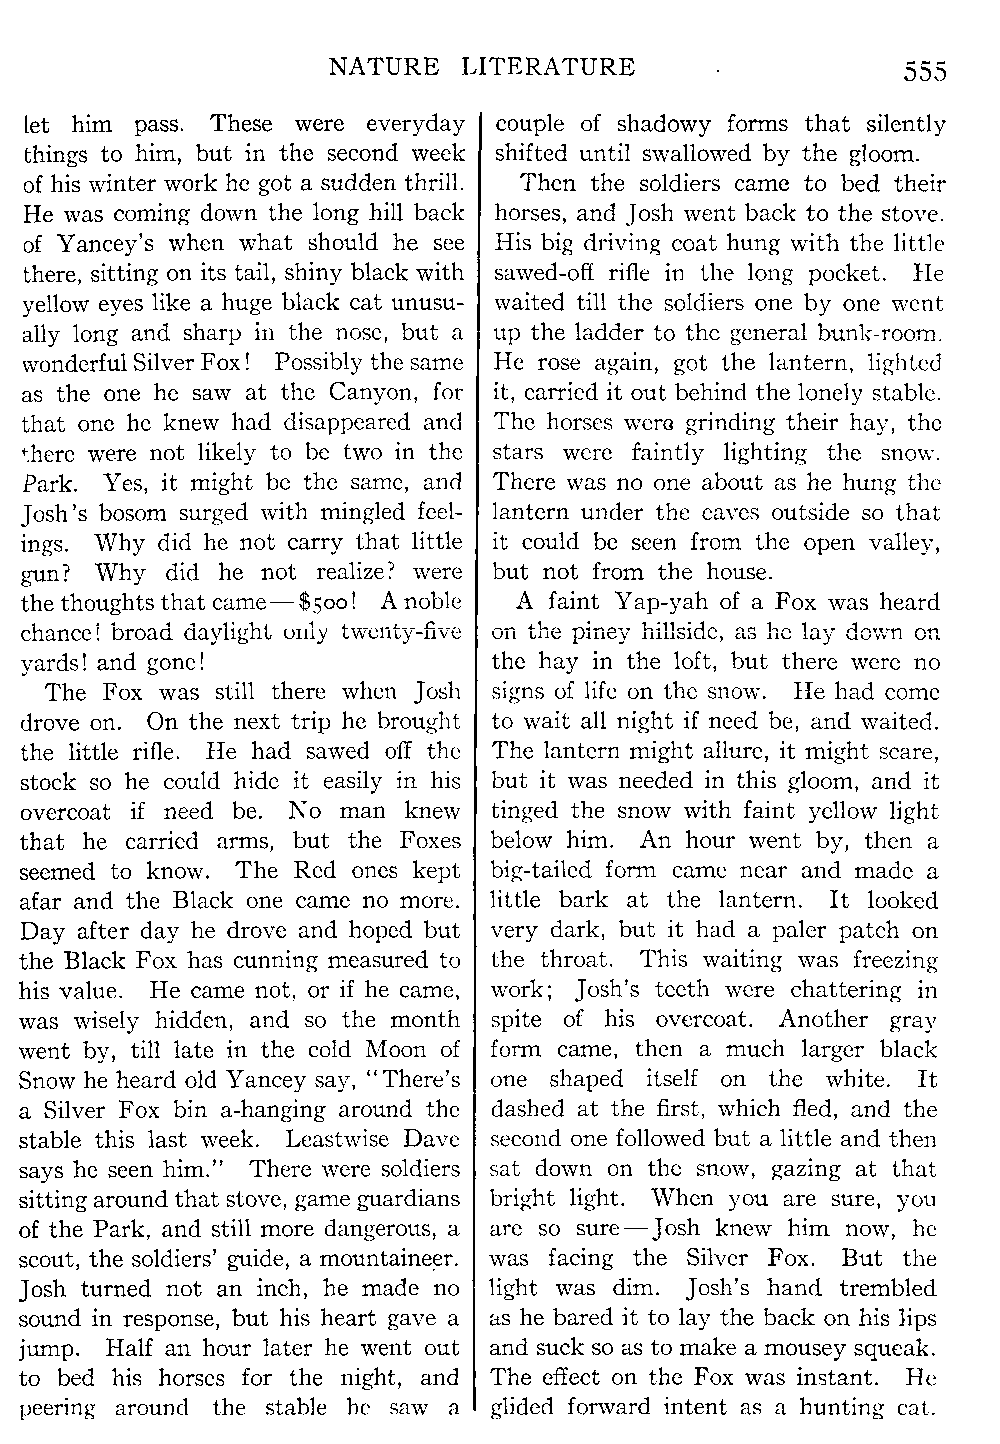 NATURE LITERATURE
555
let him pass. These were everyday
things to him, but in the second week
of his winter work he got a sudden thrill.
He was coming down the long hill back
of Yancey's when what should he see
there, sitting on its tail, shiny black with
yellow eyes like a huge black cat unusu-
ally long and sharp in the nose, but a
wonderful Silver Fox! Possibly the same
as the one he saw at the Canyon, for
that one he knew had disappeared and
there were not likely to be two in the
Park. Yes, it might be the same, and
Josh's bosom surged with mingled feel-
ings. Why did he not carry that little
gun? Why did he not realize? were
the thoughts that came—$500! A noble
chance! broad daylight only twenty-five
yards! and gone!
The Fox was still there when Josh
drove on. On the next trip he brought
the little rifle. He had sawed off the
stock so he could hide it easily in his
overcoat if need be. No man knew
that he carried arms, but the Foxes
seemed to know. The Red ones kept
afar and the Black one came no more.
Day after day he drove and hoped but
the Black Fox has cunning measured to
his value. He came not, or if he came,
was wisely hidden, and so the month
went by, till late in the cold Moon of
Snow he heard old Yancey say, "There's
a Silver Fox bin a-hanging around the
stable this last week. Leastwise Dave
says he seen him." There were soldiers
sitting around that stove, game guardians
of the Park, and still more dangerous, a
scout, the soldiers' guide, a mountaineer.
Josh turned not an inch, he made no
sound in response, but his heart gave a
jump. Half an hour later he went out
to bed his horses for the night, and
peering around the stable he saw a
couple of shadowy forms that silently
shifted until swallowed by the gloom.
Then the soldiers came to bed their
horses, and Josh went back to the stove.
His big driving coat hung with the little
sawed-off rifle in the long pocket. He
waited till the soldiers one by one went
up the ladder to the general bunk-room.
He rose again, got the lantern, lighted
it, carried it out behind the lonely stable.
The horses were grinding their hay, the
stars were faintly lighting the snow.
There was no one about as he hung the
lantern under the eaves outside so that
it could be seen from the open valley,
but not from the house.
A faint Yap-yah of a Fox was heard
on the piney hillside, as he lay down on
the hay in the loft, but there were no
signs of life on the snow. He had come
to wait all night if need be, and waited.
The lantern might allure, it might scare,
but it was needed in this gloom, and it
tinged the snow with faint yellow light
below him. An hour went by, then a
big-tailed form came near and made a
little bark at the lantern. It looked
very dark, but it had a paler patch on
the throat. This waiting was freezing
work; Josh's teeth were chattering in
spite of his overcoat. Another gray
form came, then a much larger black
one shaped itself on the white. It
dashed at the first, which fled, and the
second one followed but a little and then
sat down on the snow, gazing at that
bright light. When you are sure, you
are so sure—Josh knew him now, he
was facing the Silver Fox. But the
light was dim. Josh's hand trembled
as he bared it to lay the back on his lips
and suck so as to make a mousey squeak.
The effect on the Fox was instant. He
glided forward intent as a hunting cat.